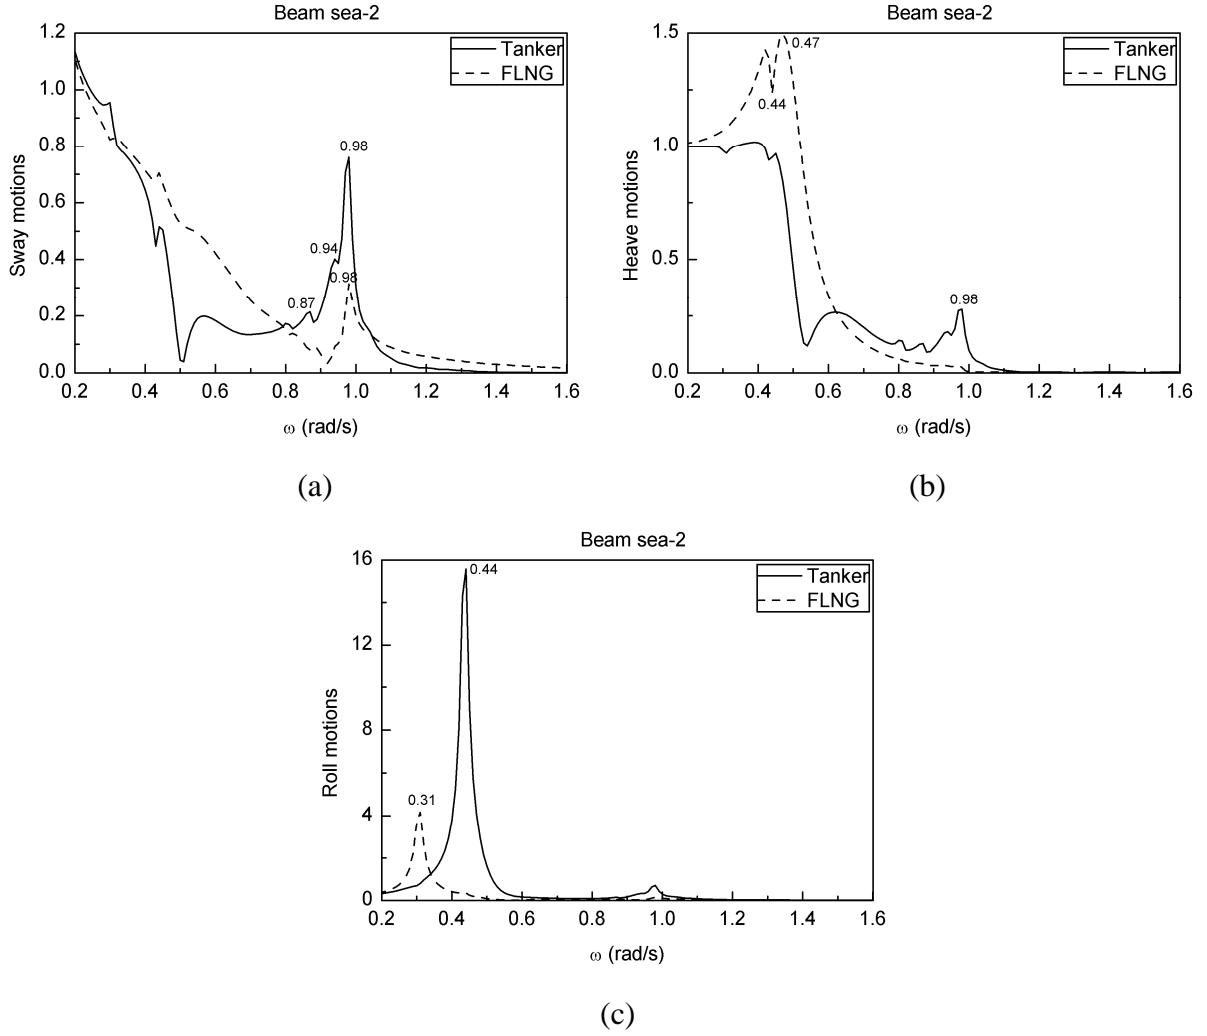 Beam sea-2
Tanker
FLNG
1.2
1.0
0.8
0.6
0.4
0.2
0.0
Sway motions
0.98
0.94
0.98
0.87
0.2 0.4 0.6 0.8 1.0 1.2 1.4 1.6
ω (rad/s)
(a)
Beam sea-2
Tanker
FLNG
1.5
1.0
0.5
0.0
Heave motions
0.47
0.44
0.98
0.2 0.4 0.6 0.8 1.0 1.2 1.4 1.6
ω (rad/s)
(b)
Beam sea-2
Tanker
FLNG
16
12
8
4
0
Roll motions
0.44
0.31
0.2 0.4 0.6 0.8 1.0 1.2 1.4 1.6
ω (rad/s)
(c)